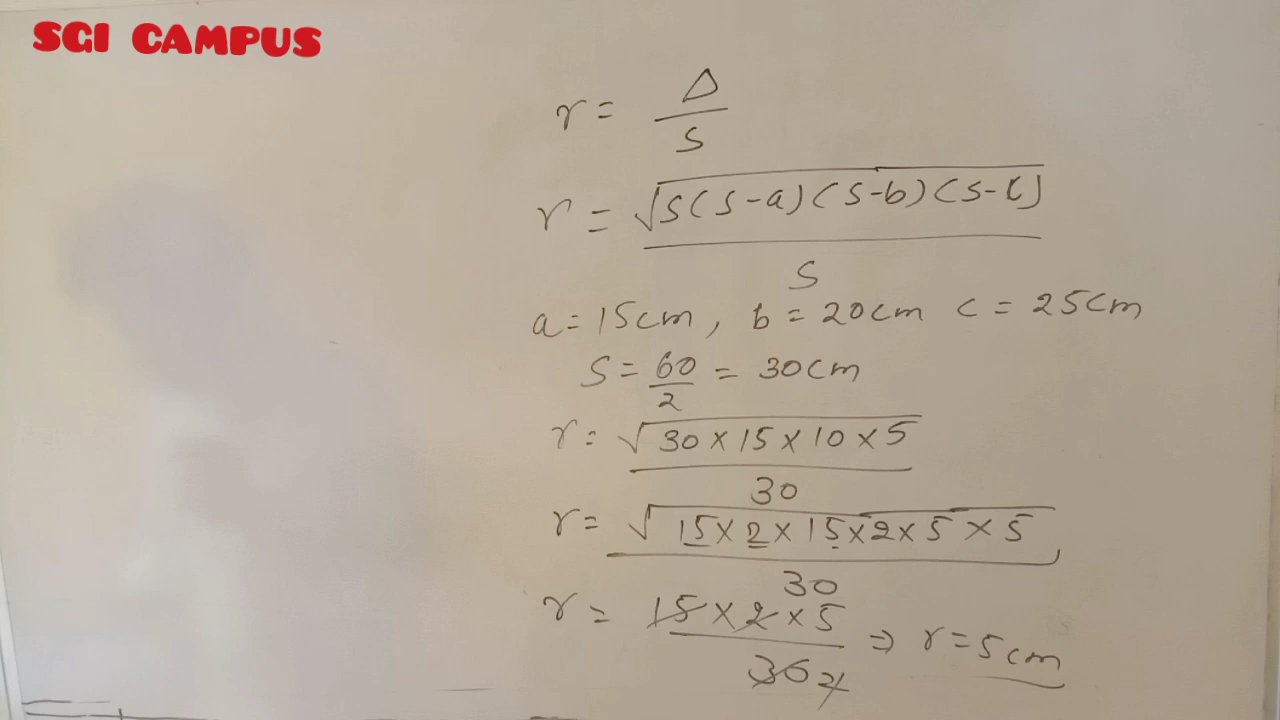 SGI CAMPUS
r = Δ/s
r = √s(s-a)(s-b)(s-c)/s
a=15cm, b=20cm c=25cm
s=60/2=30cm
r=√30×15×10×5/30
r=√15×2×15×2×5×5/30
r=15×2×5/30 ⇒ r=5cm